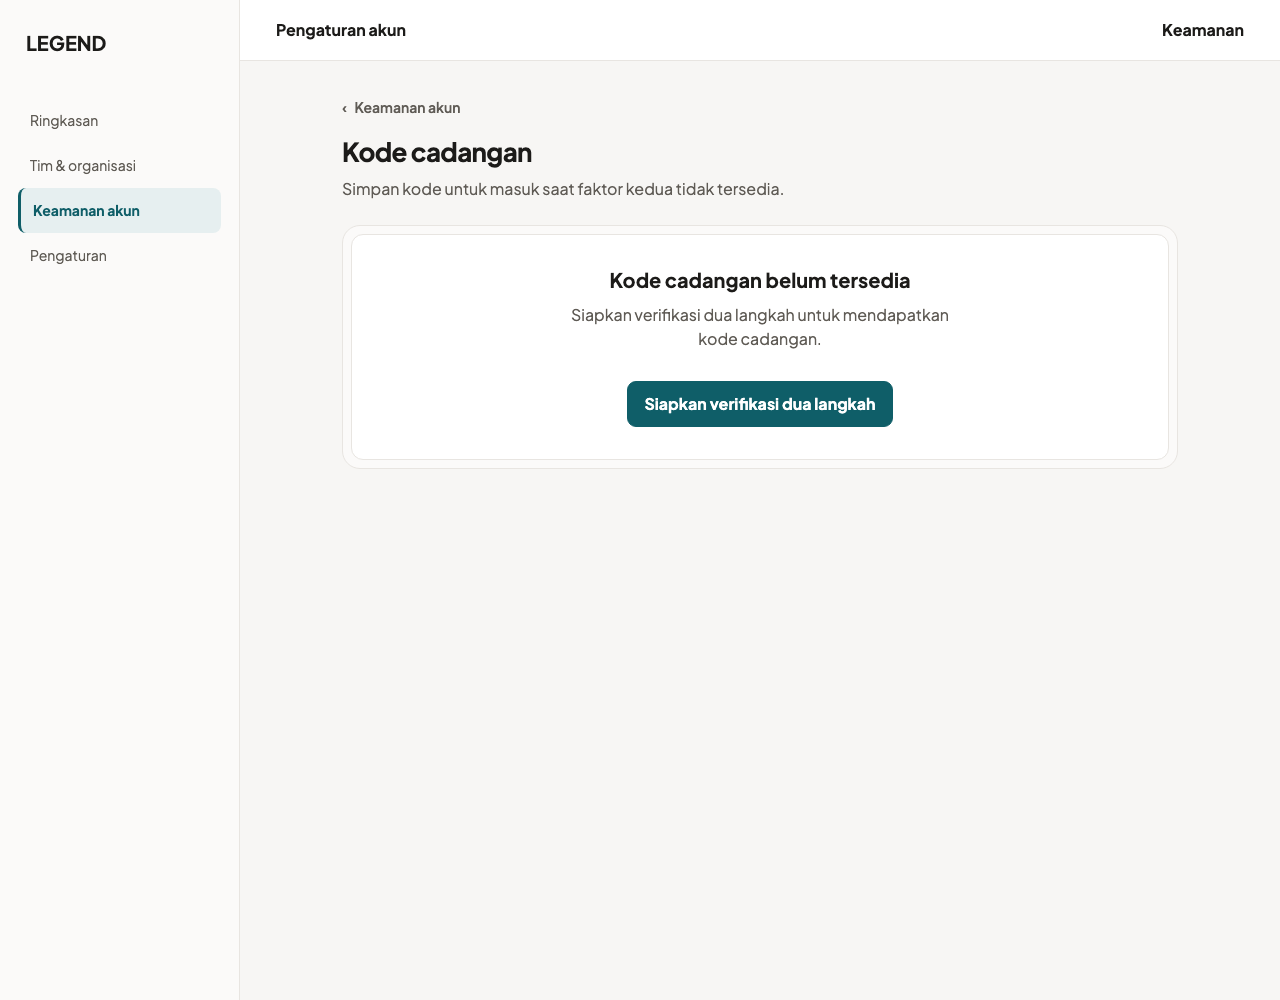 LEGEND
Ringkasan
Tim & organisasi
Keamanan akun
Pengaturan
Pengaturan akun
Keamanan
‹ Keamanan akun
Kode cadangan
Simpan kode untuk masuk saat faktor kedua tidak tersedia.
Kode cadangan belum tersedia
Siapkan verifikasi dua langkah untuk mendapatkan
kode cadangan.
Siapkan verifikasi dua langkah